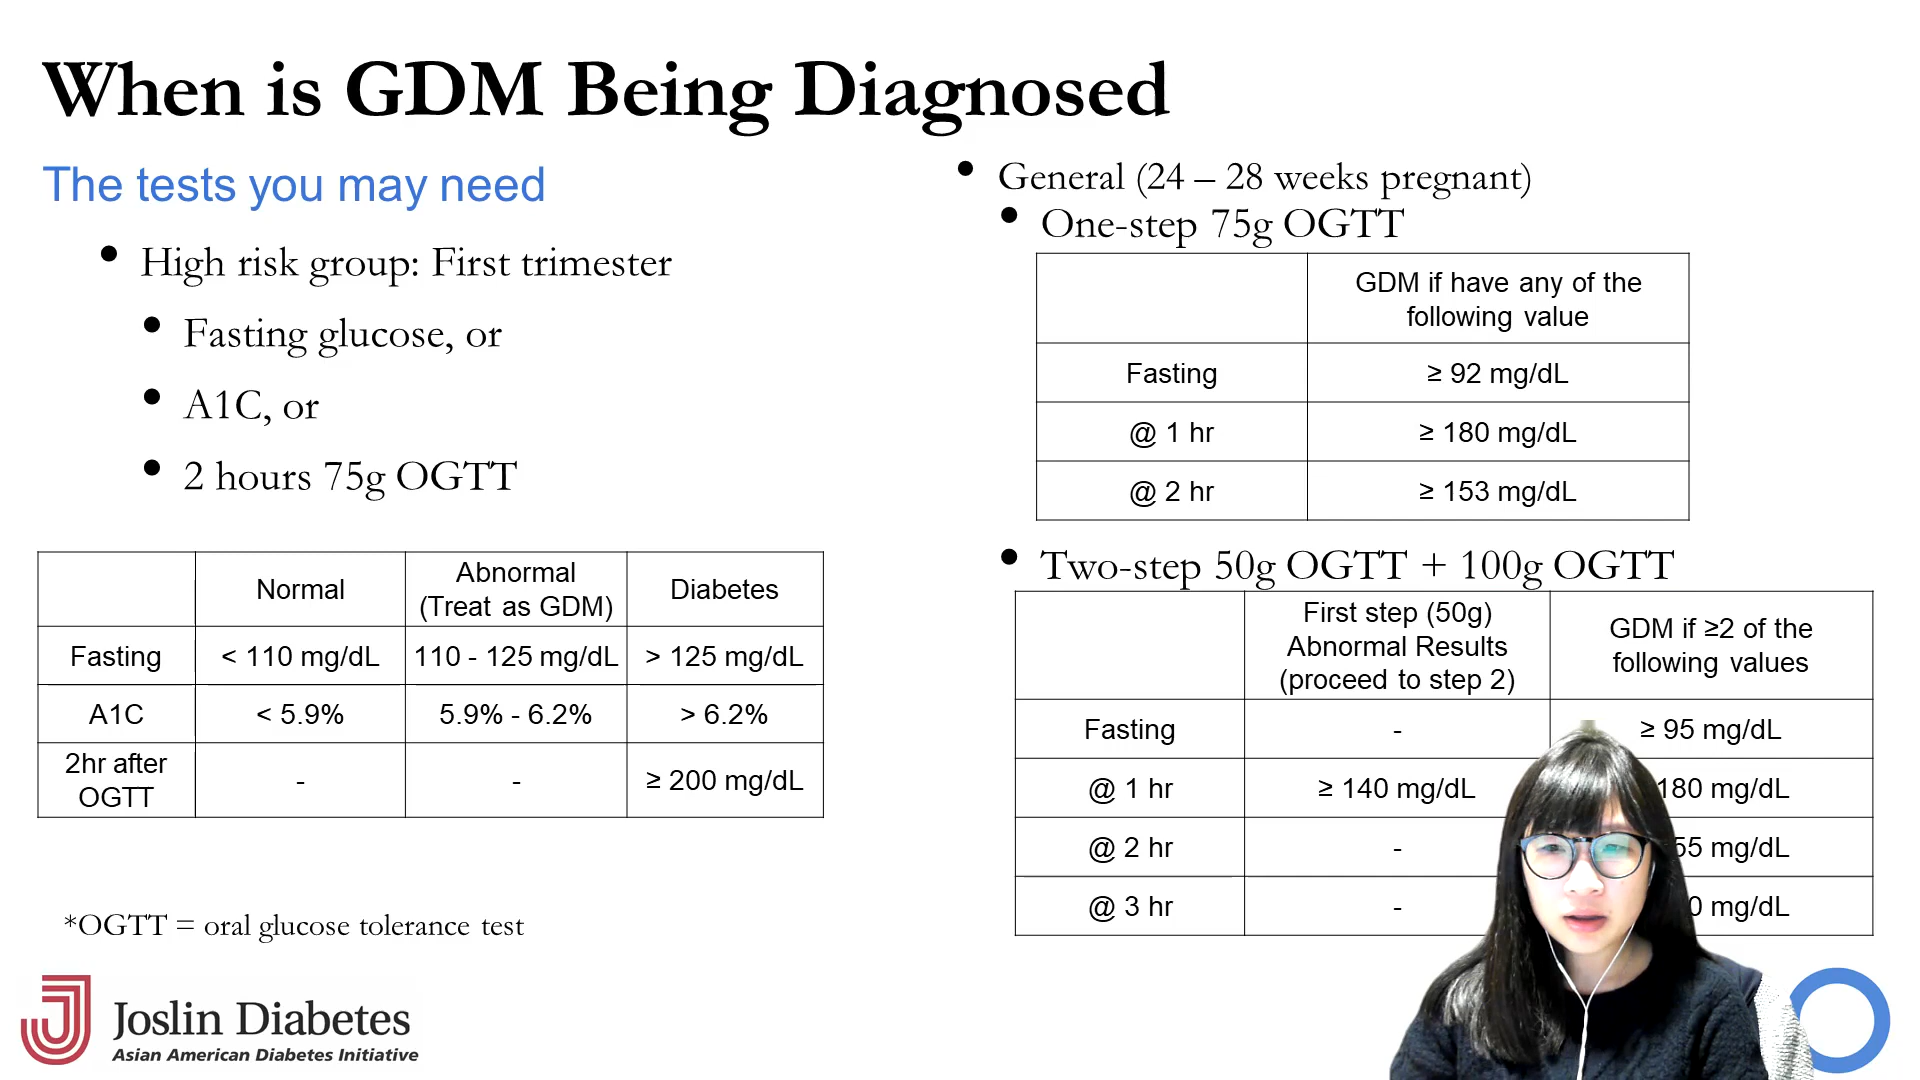 When is GDM Being Diagnosed
The tests you may need
• High risk group: First trimester
• Fasting glucose, or
• A1C, or
• 2 hours 75g OGTT
Normal
Abnormal
(Treat as GDM)
Diabetes
Fasting < 110 mg/dL 110 - 125 mg/dL > 125 mg/dL
A1C < 5.9% 5.9% - 6.2% > 6.2%
2hr after
OGTT
- - ≥ 200 mg/dL
*OGTT = oral glucose tolerance test
Joslin Diabetes
Asian American Diabetes Initiative
• General (24 – 28 weeks pregnant)
• One-step 75g OGTT
GDM if have any of the
following value
Fasting ≥ 92 mg/dL
@ 1 hr ≥ 180 mg/dL
@ 2 hr ≥ 153 mg/dL
• Two-step 50g OGTT + 100g OGTT
First step (50g)
Abnormal Results
(proceed to step 2)
GDM if ≥2 of the
following values
Fasting - ≥ 95 mg/dL
@ 1 hr ≥ 140 mg/dL 180 mg/dL
@ 2 hr - mg/dL
@ 3 hr - mg/dL